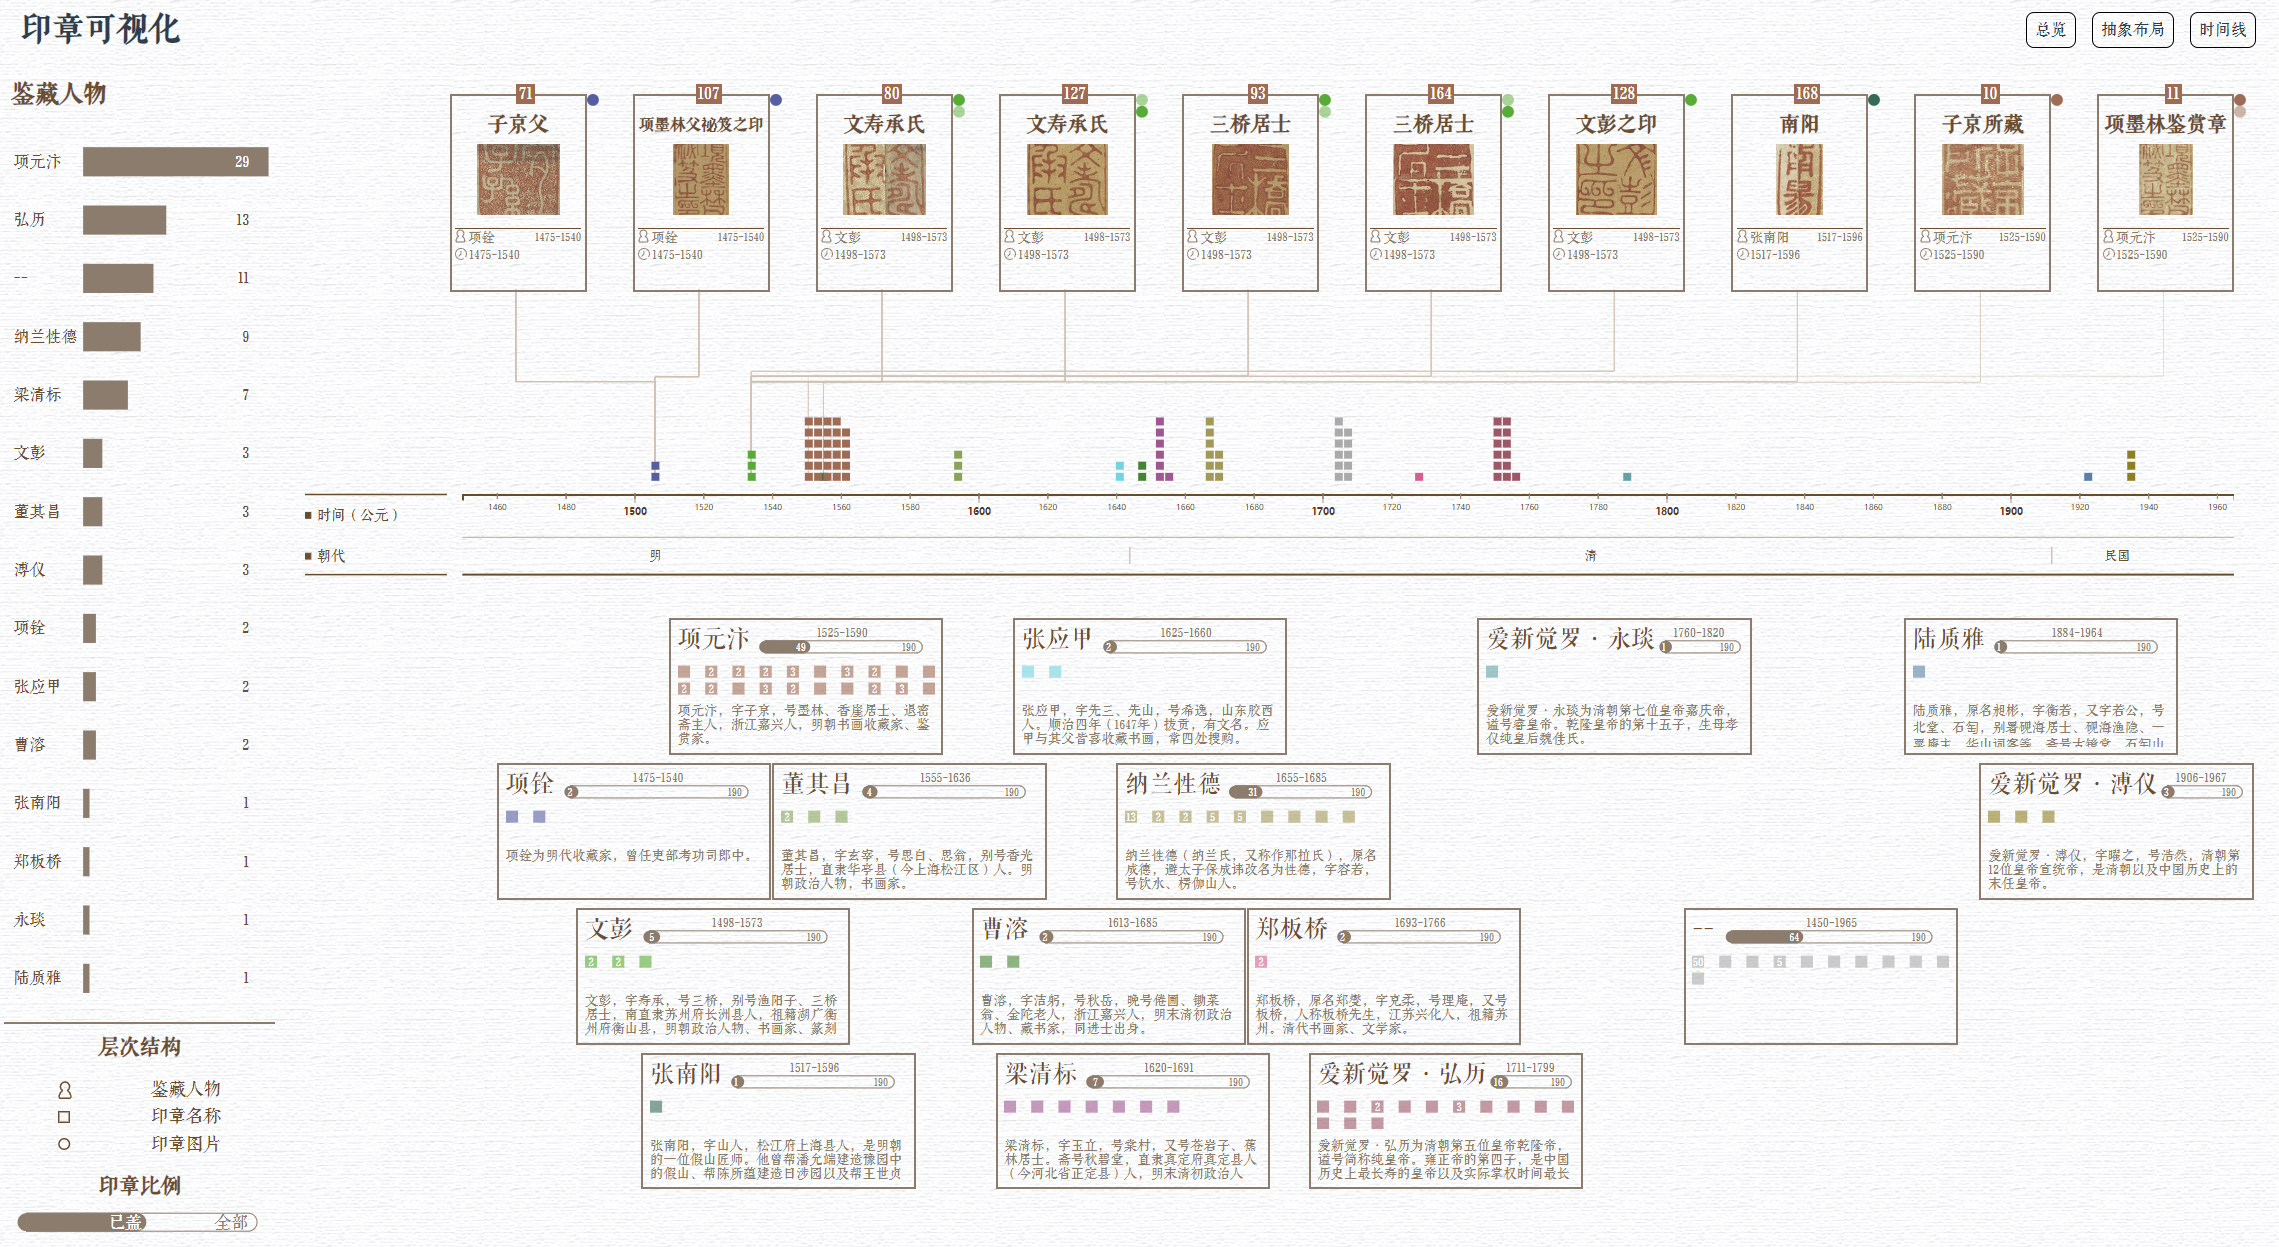 印章可视化
总览
抽象布局
时间线
鉴藏人物
项元汴 29
弘历 13
-- 11
纳兰性德 9
梁清标 7
文彭 3
董其昌 3
溥仪 3
项铨 2
张应甲 2
曹溶 2
张南阳 1
郑板桥 1
永琰 1
陆质雅 1
层次结构
鉴藏人物
印章名称
印章图片
印章比例
已盖 全部
71
子京父
项铨 1475-1540
1475-1540
107
项墨林父祕笈之印
项铨 1475-1540
1475-1540
80
文寿承氏
文彭 1498-1573
1498-1573
127
文寿承氏
文彭 1498-1573
1498-1573
93
三桥居士
文彭 1498-1573
1498-1573
164
三桥居士
文彭 1498-1573
1498-1573
128
文彭之印
文彭 1498-1573
1498-1573
168
南阳
张南阳 1517-1596
1517-1596
10
子京所藏
项元汴 1525-1590
1525-1590
11
项墨林鉴赏章
项元汴 1525-1590
1525-1590
时间（公元）
1460 1480 1500 1520 1540 1560 1580 1600 1620 1640 1660 1680 1700 1720 1740 1760 1780 1800 1820 1840 1860 1880 1900 1920 1940 1960
朝代
明 清 民国
项元汴 1525-1590
49 190
2 2 2 3 3 2
2 2 3 2 2 3
项元汴，字子京，号墨林、香崖居士、退密
斋主人，浙江嘉兴人，明朝书画收藏家、鉴
赏家。
张应甲 1625-1660
2 190
张应甲，字先三、先山，号希逸，山东胶西
人。顺治四年（1647年）拔贡，有文名。应
甲与其父皆喜收藏书画，常四处搜购。
爱新觉罗·永琰 1760-1820
1 190
爱新觉罗·永琰为清朝第七位皇帝嘉庆帝，
谥号睿皇帝。乾隆皇帝的第十五子，生母孝
仪纯皇后魏佳氏。
陆质雅 1884-1964
1 190
陆质雅，原名昶彬，字衡若，又字若公，号
北堂、石匋，别署砚海居士、砚海渔隐、一
粟庵主、华山词客等，斋号古镜堂、石匋山
项铨 1475-1540
2 190
项铨为明代收藏家，曾任吏部考功司郎中。
董其昌 1555-1636
4 190
2
董其昌，字玄宰，号思白、思翁，别号香光
居士，直隶华亭县（今上海松江区）人。明
朝政治人物，书画家。
纳兰性德 1655-1685
31 190
13 2 2 5 5
纳兰性德（纳兰氏，又称作那拉氏），原名
成德，避太子保成讳改名为性德，字容若，
号饮水、楞伽山人。
爱新觉罗·溥仪 1906-1967
3 190
爱新觉罗·溥仪，字曜之，号浩然，清朝第
12位皇帝宣统帝，是清朝以及中国历史上的
末任皇帝。
文彭 1498-1573
5 190
2 2
文彭，字寿承，号三桥，别号渔阳子、三桥
居士，南直隶苏州府长洲县人，祖籍湖广衡
州府衡山县，明朝政治人物、书画家、篆刻
曹溶 1613-1685
2 190
曹溶，字洁躬，号秋岳，晚号倦圃、锄菜
翁、金陀老人，浙江嘉兴人，明末清初政治
人物、藏书家，同进士出身。
郑板桥 1693-1766
2 190
2
郑板桥，原名郑燮，字克柔，号理庵，又号
板桥，人称板桥先生，江苏兴化人，祖籍苏
州。清代书画家、文学家。
-- 1450-1965
64 190
50 5
张南阳 1517-1596
1 190
张南阳，字山人，松江府上海县人，是明朝
的一位假山匠师。他曾帮潘允端建造豫园中
的假山、帮陈所蕴建造日涉园以及帮王世贞
梁清标 1620-1691
7 190
梁清标，字玉立，号棠村，又号苍岩子、蕉
林居士。斋号秋碧堂，直隶真定府真定县人
（今河北省正定县）人，明末清初政治人
爱新觉罗·弘历 1711-1799
16 190
2 3
爱新觉罗·弘历为清朝第五位皇帝乾隆帝，
谥号简称纯皇帝。雍正帝的第四子，是中国
历史上最长寿的皇帝以及实际掌权时间最长